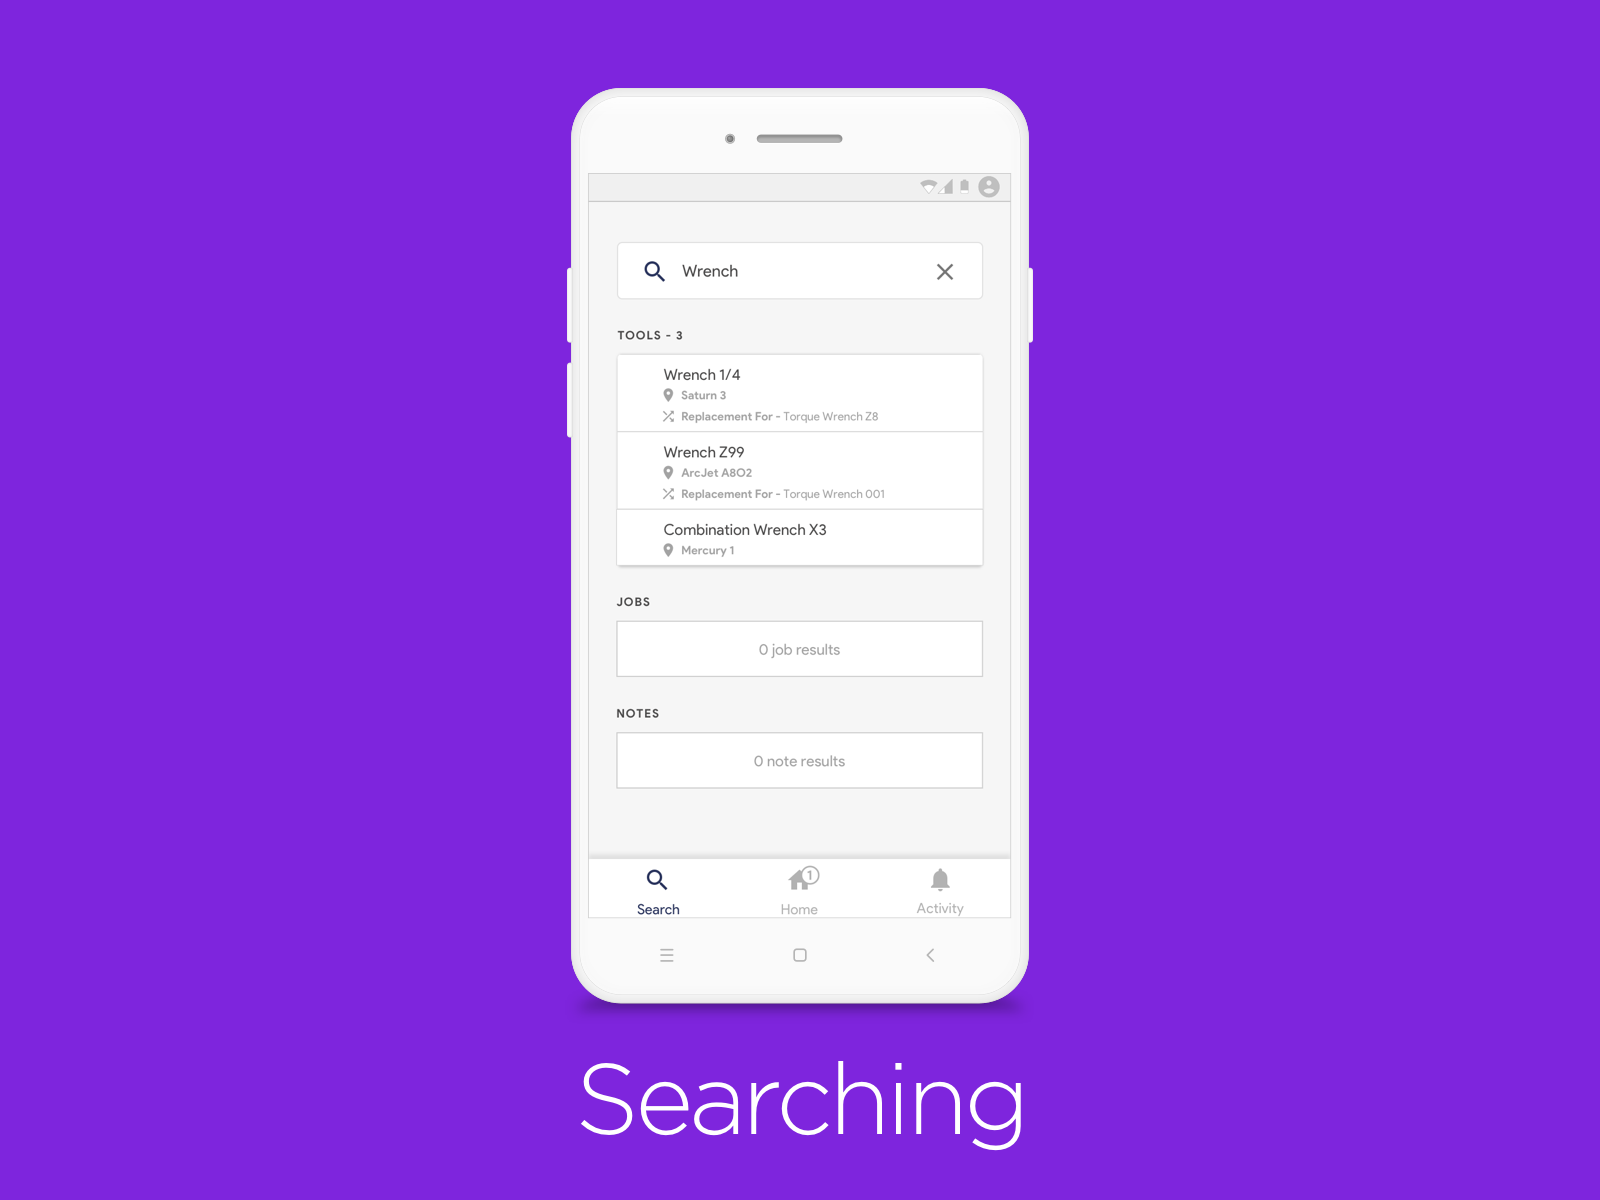 Wrench
TOOLS - 3
Wrench 1/4
Saturn 3
Replacement For - Torque Wrench Z8
Wrench Z99
ArcJet A8O2
Replacement For - Torque Wrench 001
Combination Wrench X3
Mercury 1
JOBS
0 job results
NOTES
0 note results
1
Search
Home
Activity
Searching